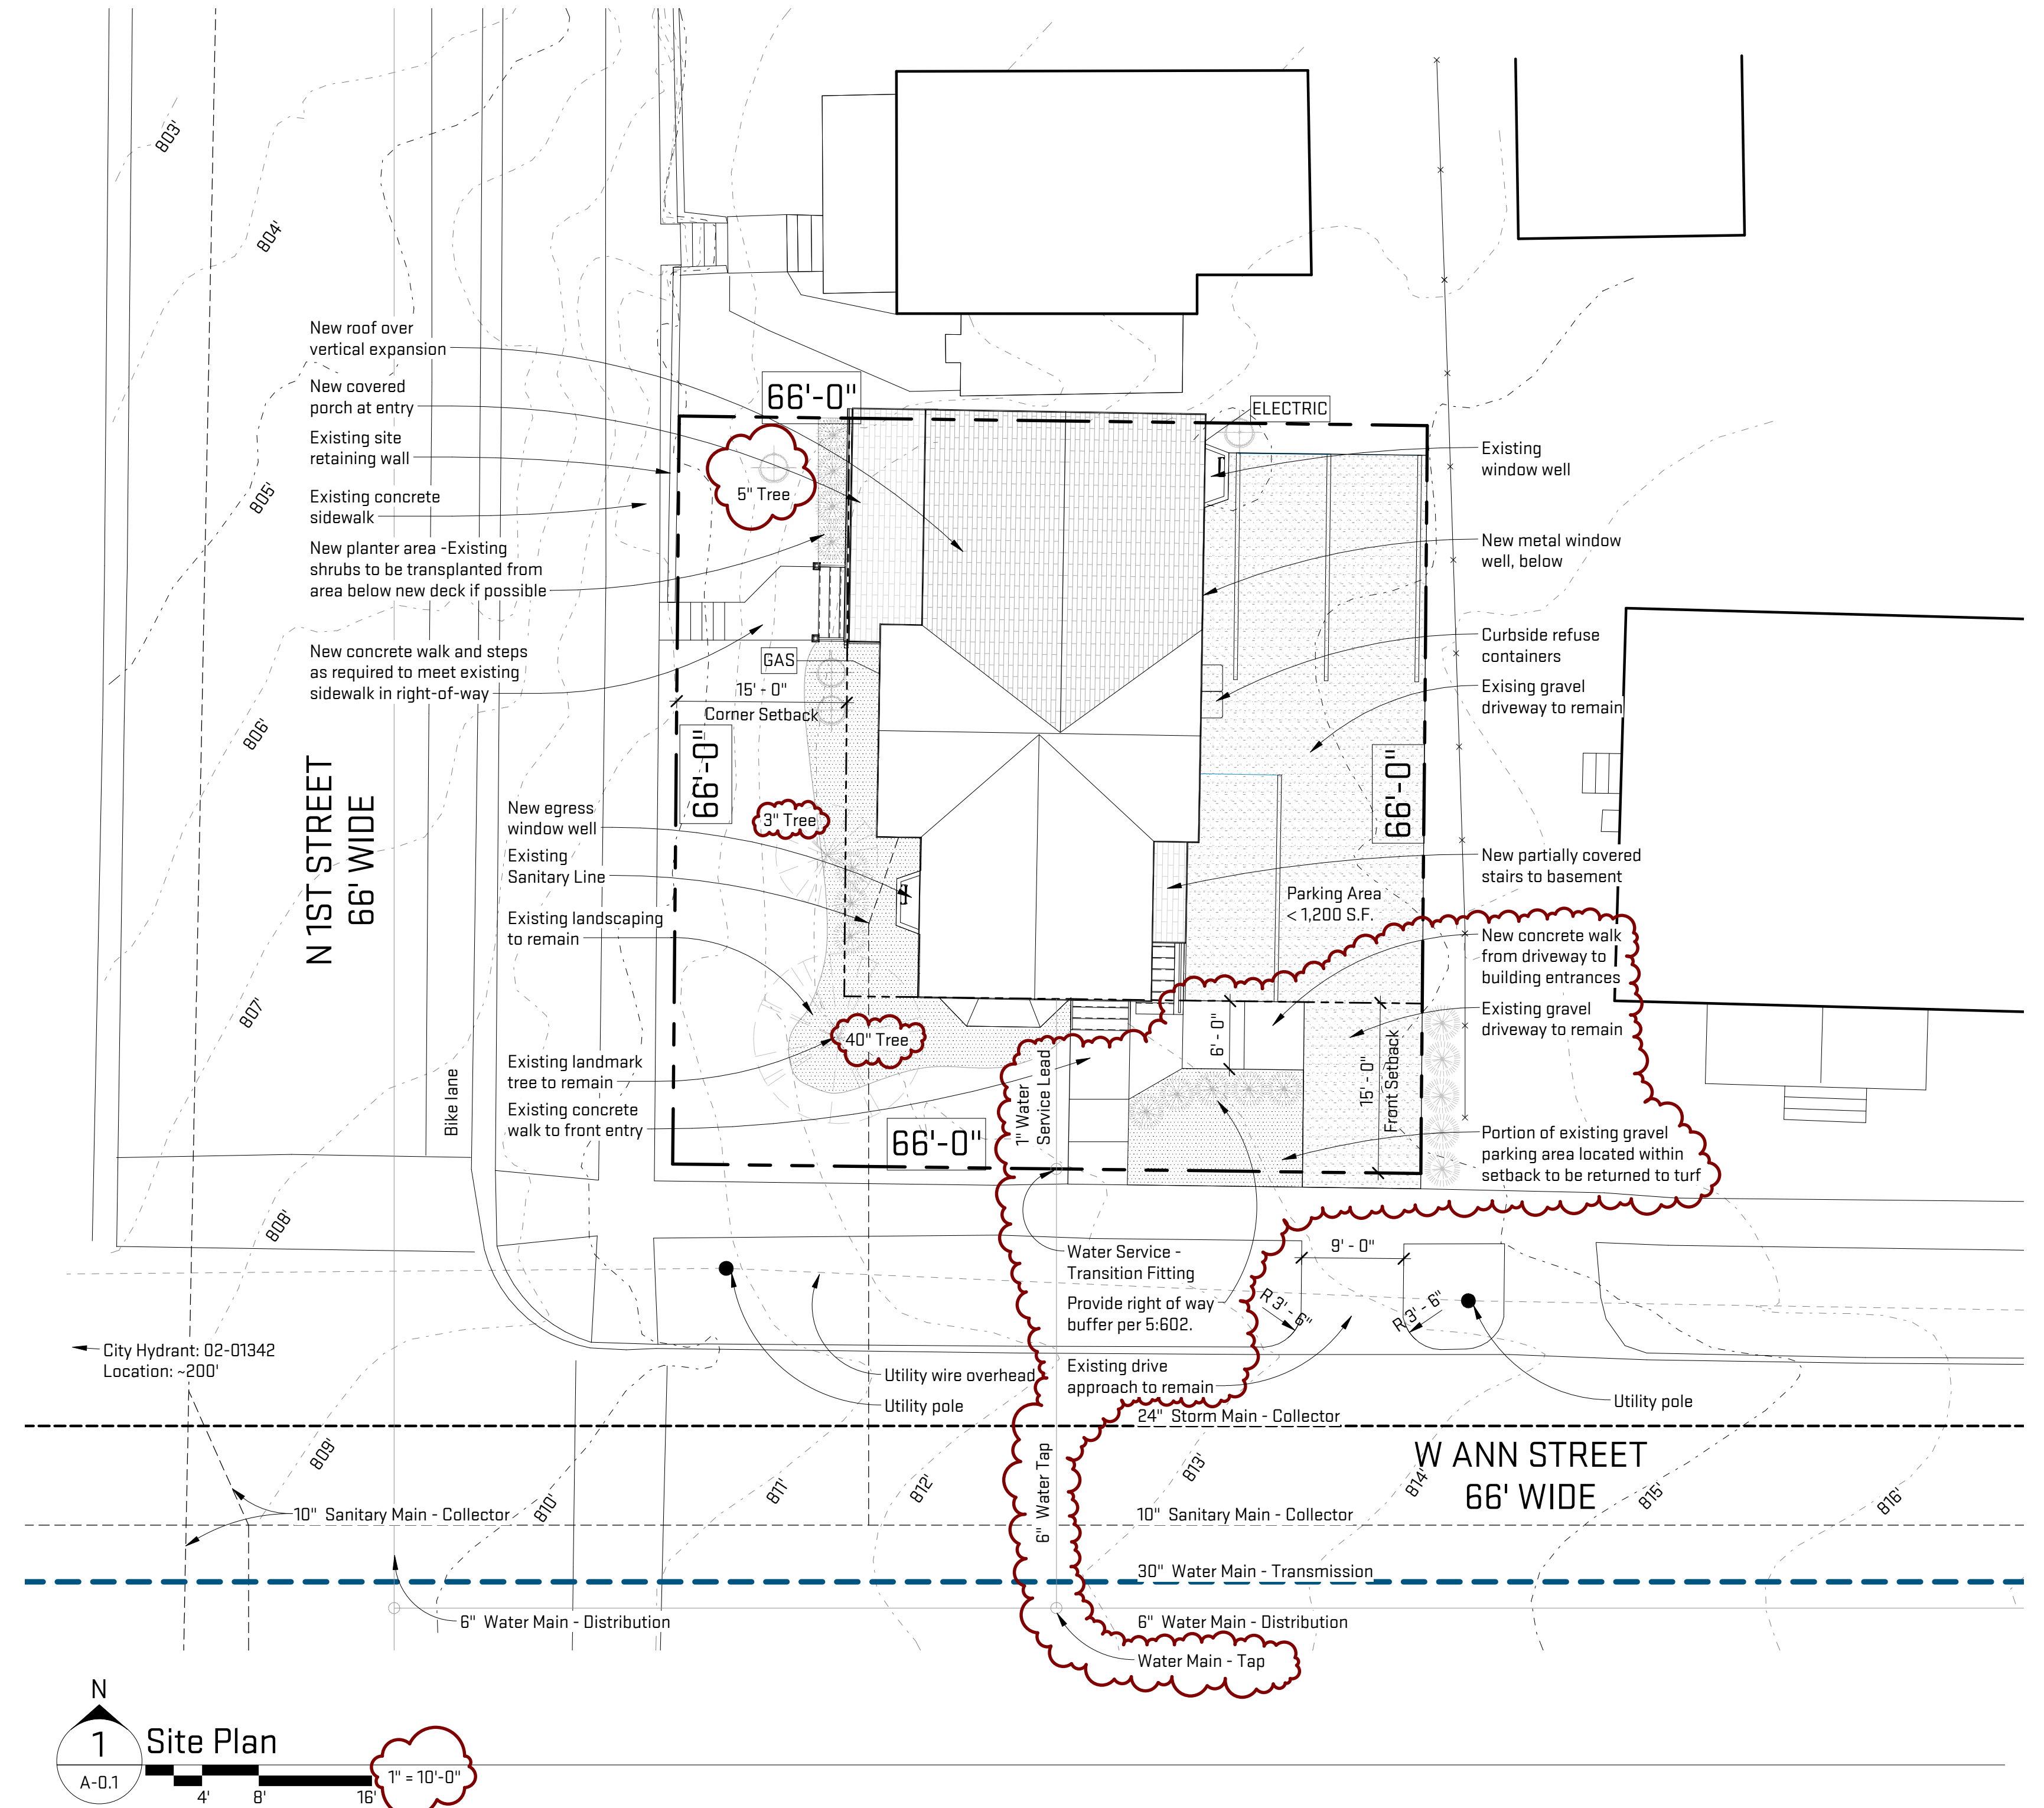 803'
804'
805'
806'
807'
808'
809'
810'
811'
812'
813'
814'
815'
816'
New roof over
vertical expansion
New covered
porch at entry
Existing site
retaining wall
Existing concrete
sidewalk
New planter area -Existing
shrubs to be transplanted from
area below new deck if possible
New concrete walk and steps
as required to meet existing
sidewalk in right-of-way
66'-0"
5" Tree
ELECTRIC
GAS
15' - 0"
Corner Setback
66'-0"
66'-0"
Existing
window well
New metal window
well, below
Curbside refuse
containers
Exising gravel
driveway to remain
N 1ST STREET
66' WIDE
New egress
window well
Existing
Sanitary Line
Existing landscaping
to remain
3" Tree
40" Tree
Existing landmark
tree to remain
Existing concrete
walk to front entry
Bike lane
66'-0"
New partially covered
stairs to basement
Parking Area
< 1,200 S.F.
New concrete walk
from driveway to
building entrances
Existing gravel
driveway to remain
6' - 0"
15' - 0"
Front Setback
1" Water
Service Lead
Portion of existing gravel
parking area located within
setback to be returned to turf
Water Service -
Transition Fitting
Provide right of way
buffer per 5:602.
Existing drive
approach to remain
9' - 0"
R 3' - 6"
R 3' - 6"
City Hydrant: 02-01342
Location: ~200'
Utility wire overhead
Utility pole
Utility pole
24" Storm Main - Collector
W ANN STREET
66' WIDE
6" Water Tap
10" Sanitary Main - Collector
10" Sanitary Main - Collector
30" Water Main - Transmission
6" Water Main - Distribution
6" Water Main - Distribution
Water Main - Tap
N
1
A-0.1
Site Plan
4'
8'
16'
1" = 10'-0"